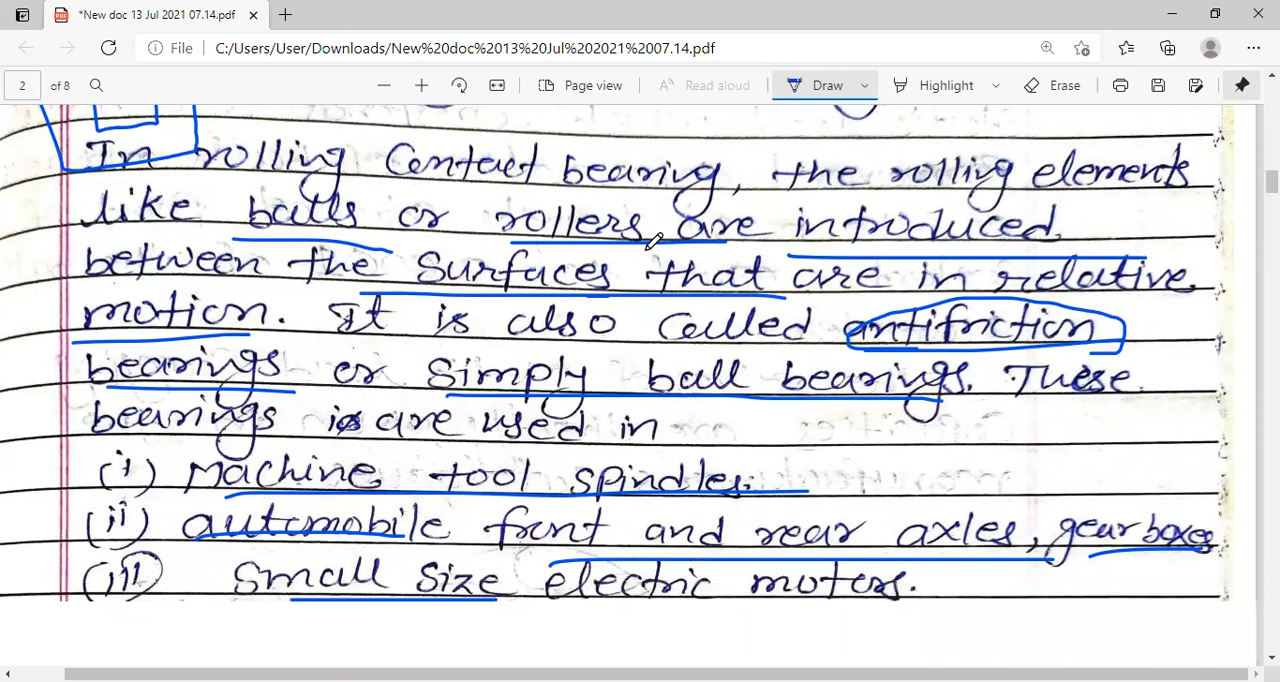 *New doc 13 Jul 2021 07.14.pdf
File C:/Users/User/Downloads/New%20doc%2013%20Jul%202021%2007.14.pdf
2 of 8 Page view Read aloud Draw Highlight Erase
In rolling Contact bearing, the rolling elements
like balls or rollers are introduced
between the surfaces that are in relative
motion. It is also called antifriction
bearings or simply ball bearings. These
bearings is are used in
(i) Machine tool spindles.
(ii) automobile front and rear axles, gear boxes
(iii) Small size electric motors.